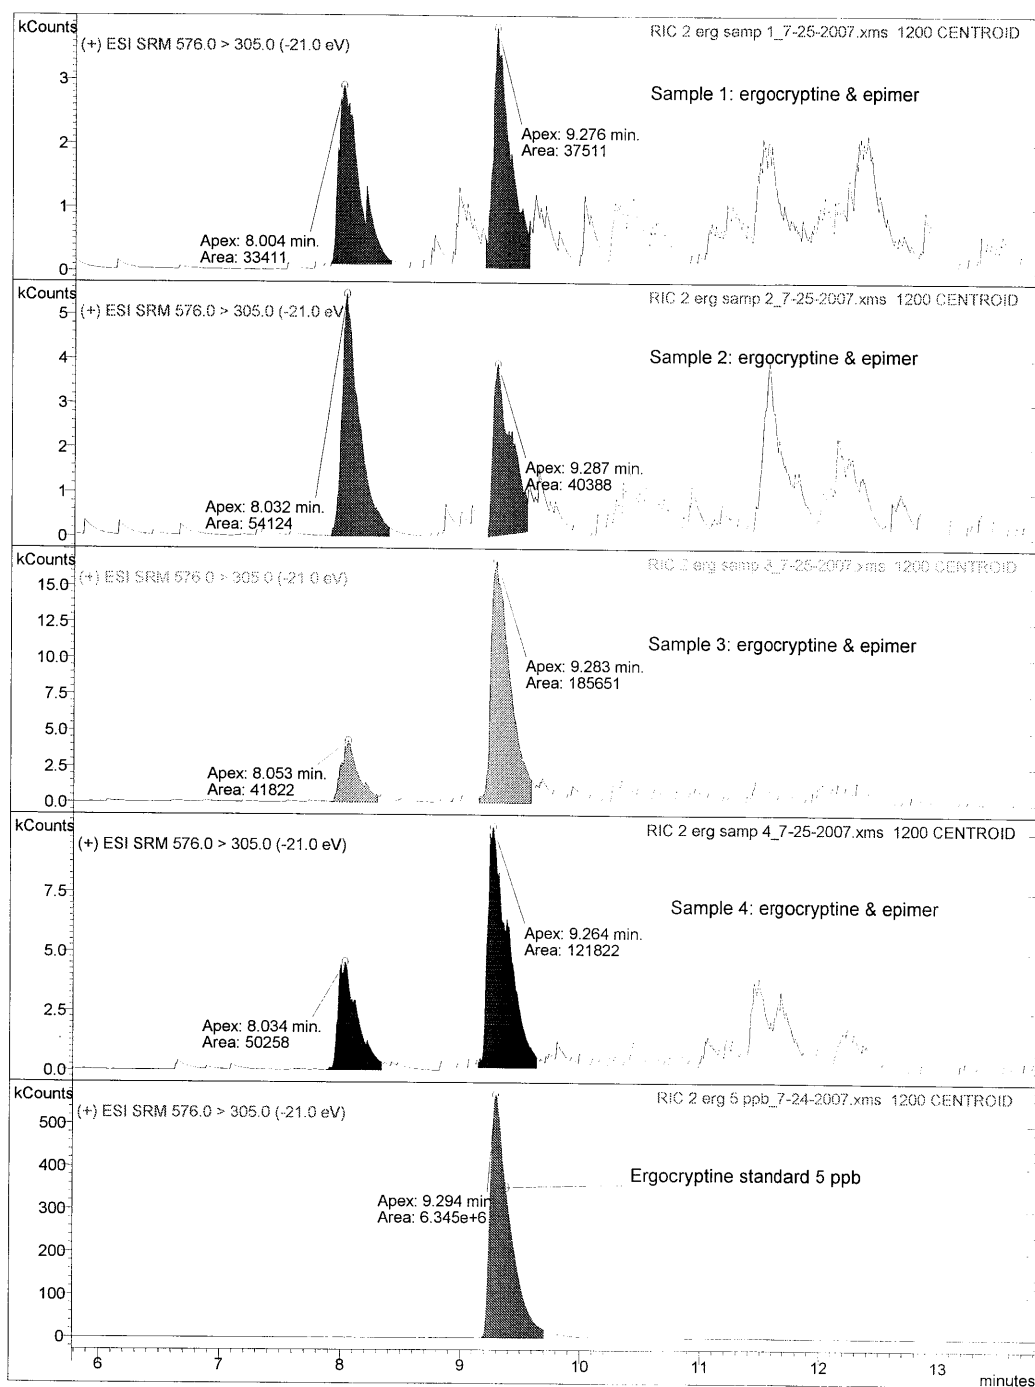 kCounts
(+) ESI SRM 576.0 > 305.0 (-21.0 eV)
RIC 2 erg samp 1_7-25-2007.xms 1200 CENTROID
Sample 1: ergocryptine & epimer
3
2
1
0
Apex: 8.004 min.
Area: 33411
Apex: 9.276 min.
Area: 37511
kCounts
(+) ESI SRM 576.0 > 305.0 (-21.0 eV
RIC 2 erg samp 2_7-25-2007.xms 1200 CENTROID
Sample 2: ergocryptine & epimer
5
4
3
2
1
0
Apex: 8.032 min.
Area: 54124
Apex: 9.287 min.
Area: 40388
kCounts
(+) ESI SRM 576.0 > 305.0 (-21.0 eV)
RIC 2 erg samp 3_7-25-2007.xms 1200 CENTROID
Sample 3: ergocryptine & epimer
15.0
12.5
10.0
7.5
5.0
2.5
0.0
Apex: 8.053 min.
Area: 41822
Apex: 9.283 min.
Area: 185651
kCounts
(+) ESI SRM 576.0 > 305.0 (-21.0 eV)
RIC 2 erg samp 4_7-25-2007.xms 1200 CENTROID
Sample 4: ergocryptine & epimer
7.5
5.0
2.5
0.0
Apex: 8.034 min.
Area: 50258
Apex: 9.264 min.
Area: 121822
kCounts
(+) ESI SRM 576.0 > 305.0 (-21.0 eV)
RIC 2 erg 5 ppb_7-24-2007.xms 1200 CENTROID
Ergocryptine standard 5 ppb
500
400
300
200
100
0
Apex: 9.294 min
Area: 6.345e+6
6 7 8 9 10 11 12 13
minutes